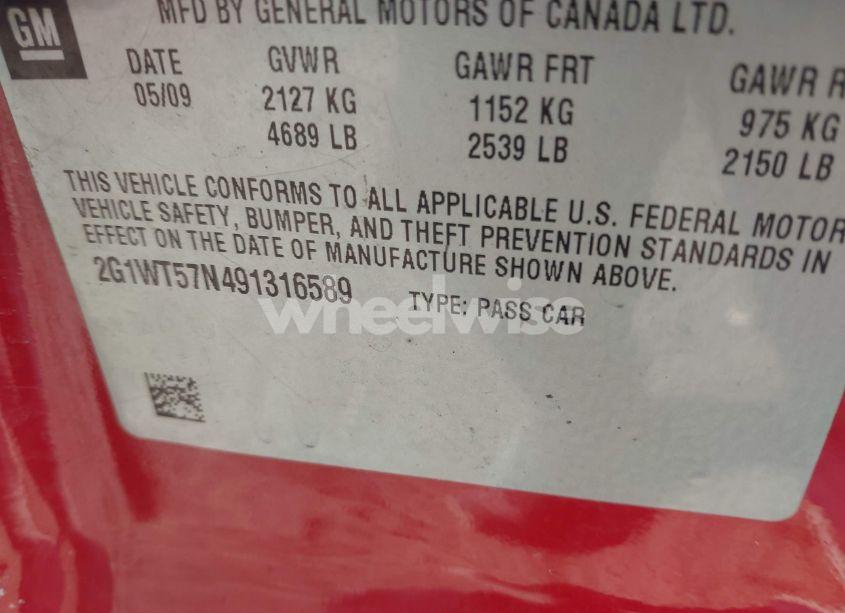 GM
MFD BY GENERAL MOTORS OF CANADA LTD.
DATE GVWR GAWR FRT GAWR R
05/09 2127 KG 1152 KG 975 KG
4689 LB 2539 LB 2150 LB
THIS VEHICLE CONFORMS TO ALL APPLICABLE U.S. FEDERAL MOTOR
VEHICLE SAFETY, BUMPER, AND THEFT PREVENTION STANDARDS IN
EFFECT ON THE DATE OF MANUFACTURE SHOWN ABOVE.
2G1WT57N491316589 TYPE: PASS CAR
wheelwise